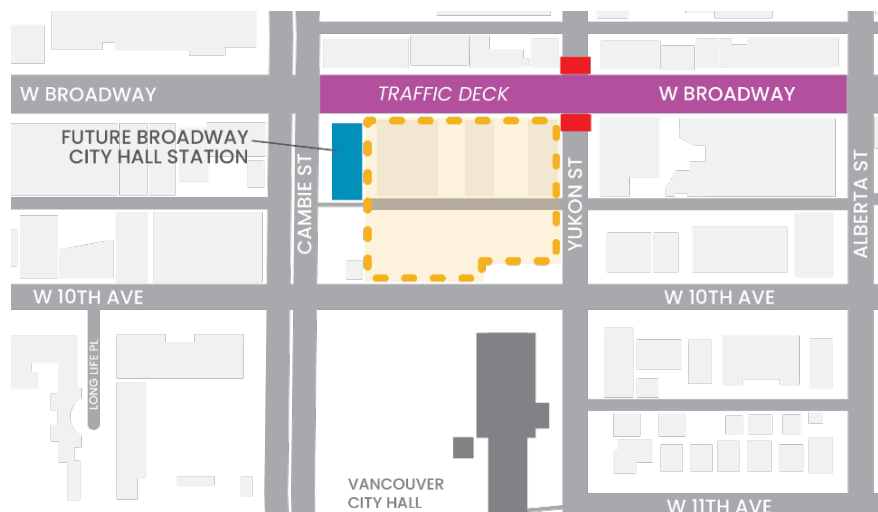 W BROADWAY
TRAFFIC DECK
W BROADWAY
FUTURE BROADWAY
CITY HALL STATION
CAMBIE ST
YUKON ST
ALBERTA ST
W 10TH AVE
W 10TH AVE
LONG LIFE PL
VANCOUVER
CITY HALL
W 11TH AVE